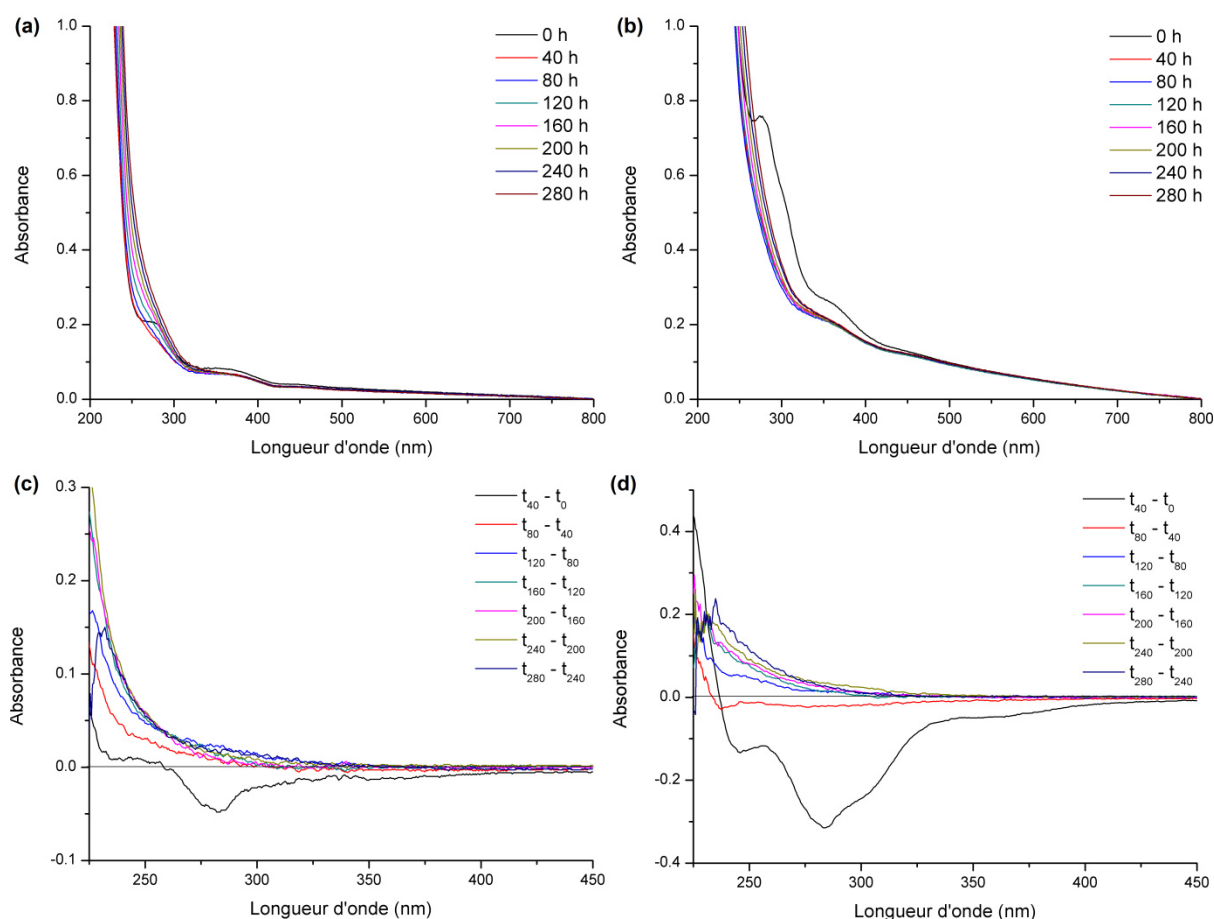 (a)
1.0
0.8
0.6
0.4
0.2
0.0
Absorbance
200 300 400 500 600 700 800
Longueur d'onde (nm)
0 h
40 h
80 h
120 h
160 h
200 h
240 h
280 h
(b)
1.0
0.8
0.6
0.4
0.2
0.0
Absorbance
200 300 400 500 600 700 800
Longueur d'onde (nm)
0 h
40 h
80 h
120 h
160 h
200 h
240 h
280 h
(c)
0.3
0.2
0.1
0.0
-0.1
Absorbance
250 300 350 400 450
Longueur d'onde (nm)
t40 - t0
t80 - t40
t120 - t80
t160 - t120
t200 - t160
t240 - t200
t280 - t240
(d)
0.4
0.2
0.0
-0.2
-0.4
Absorbance
250 300 350 400 450
Longueur d'onde (nm)
t40 - t0
t80 - t40
t120 - t80
t160 - t120
t200 - t160
t240 - t200
t280 - t240